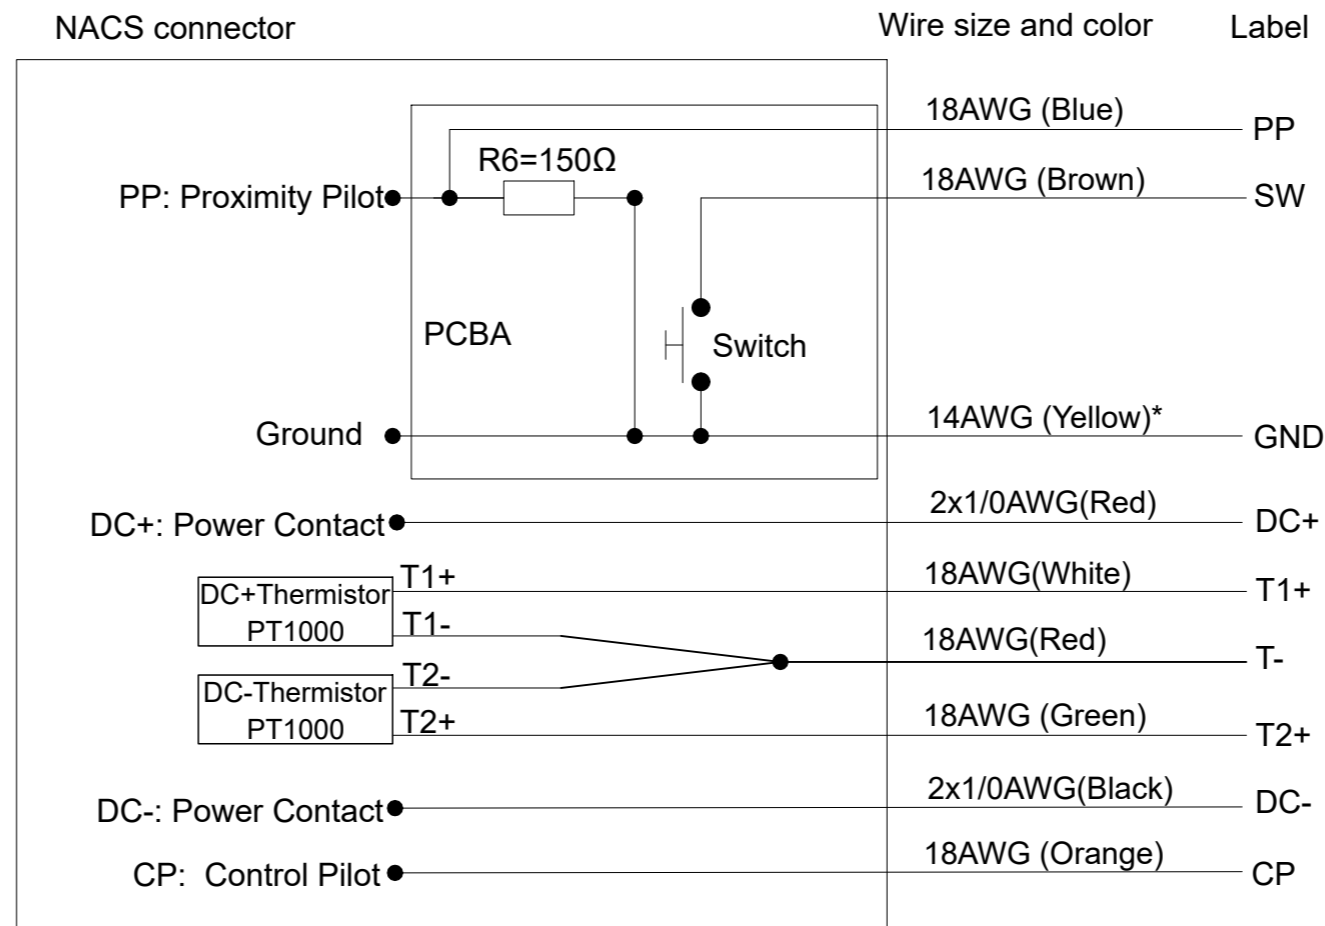 NACS connector
Wire size and color
Label
18AWG (Blue)
PP
R6=150Ω
18AWG (Brown)
PP: Proximity Pilot
SW
PCBA
Switch
14AWG (Yellow)*
Ground
GND
2x1/0AWG(Red)
DC+: Power Contact
DC+
T1+
18AWG(White)
DC+Thermistor
PT1000
T1+
T1-
18AWG(Red)
T-
T2-
DC-Thermistor
PT1000
T2+
18AWG (Green)
T2+
2x1/0AWG(Black)
DC-: Power Contact
DC-
18AWG (Orange)
CP: Control Pilot
CP